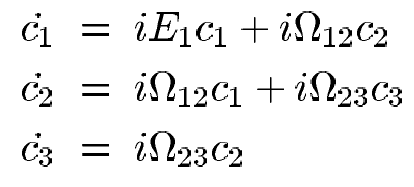 ċ₁ = iE₁c₁ + iΩ₁₂c₂
ċ₂ = iΩ₁₂c₁ + iΩ₂₃c₃
ċ₃ = iΩ₂₃c₂